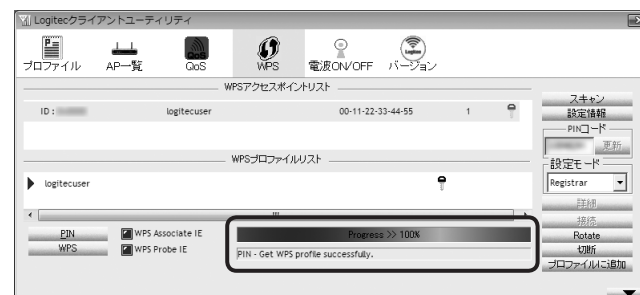 Logitecクライアントユーティリティ
プロファイル AP一覧 QoS WPS 電波ON/OFF バージョン
WPSアクセスポイントリスト
ID : logitecuser 00-11-22-33-44-55 1
スキャン
設定情報
PINコード
更新
WPSプロファイルリスト
設定モード
logitecuser
Registrar
詳細
接続
PIN WPS Associate IE Progress >> 100% Rotate
WPS WPS Probe IE PIN - Get WPS profile successfully. 切断
プロファイルに追加